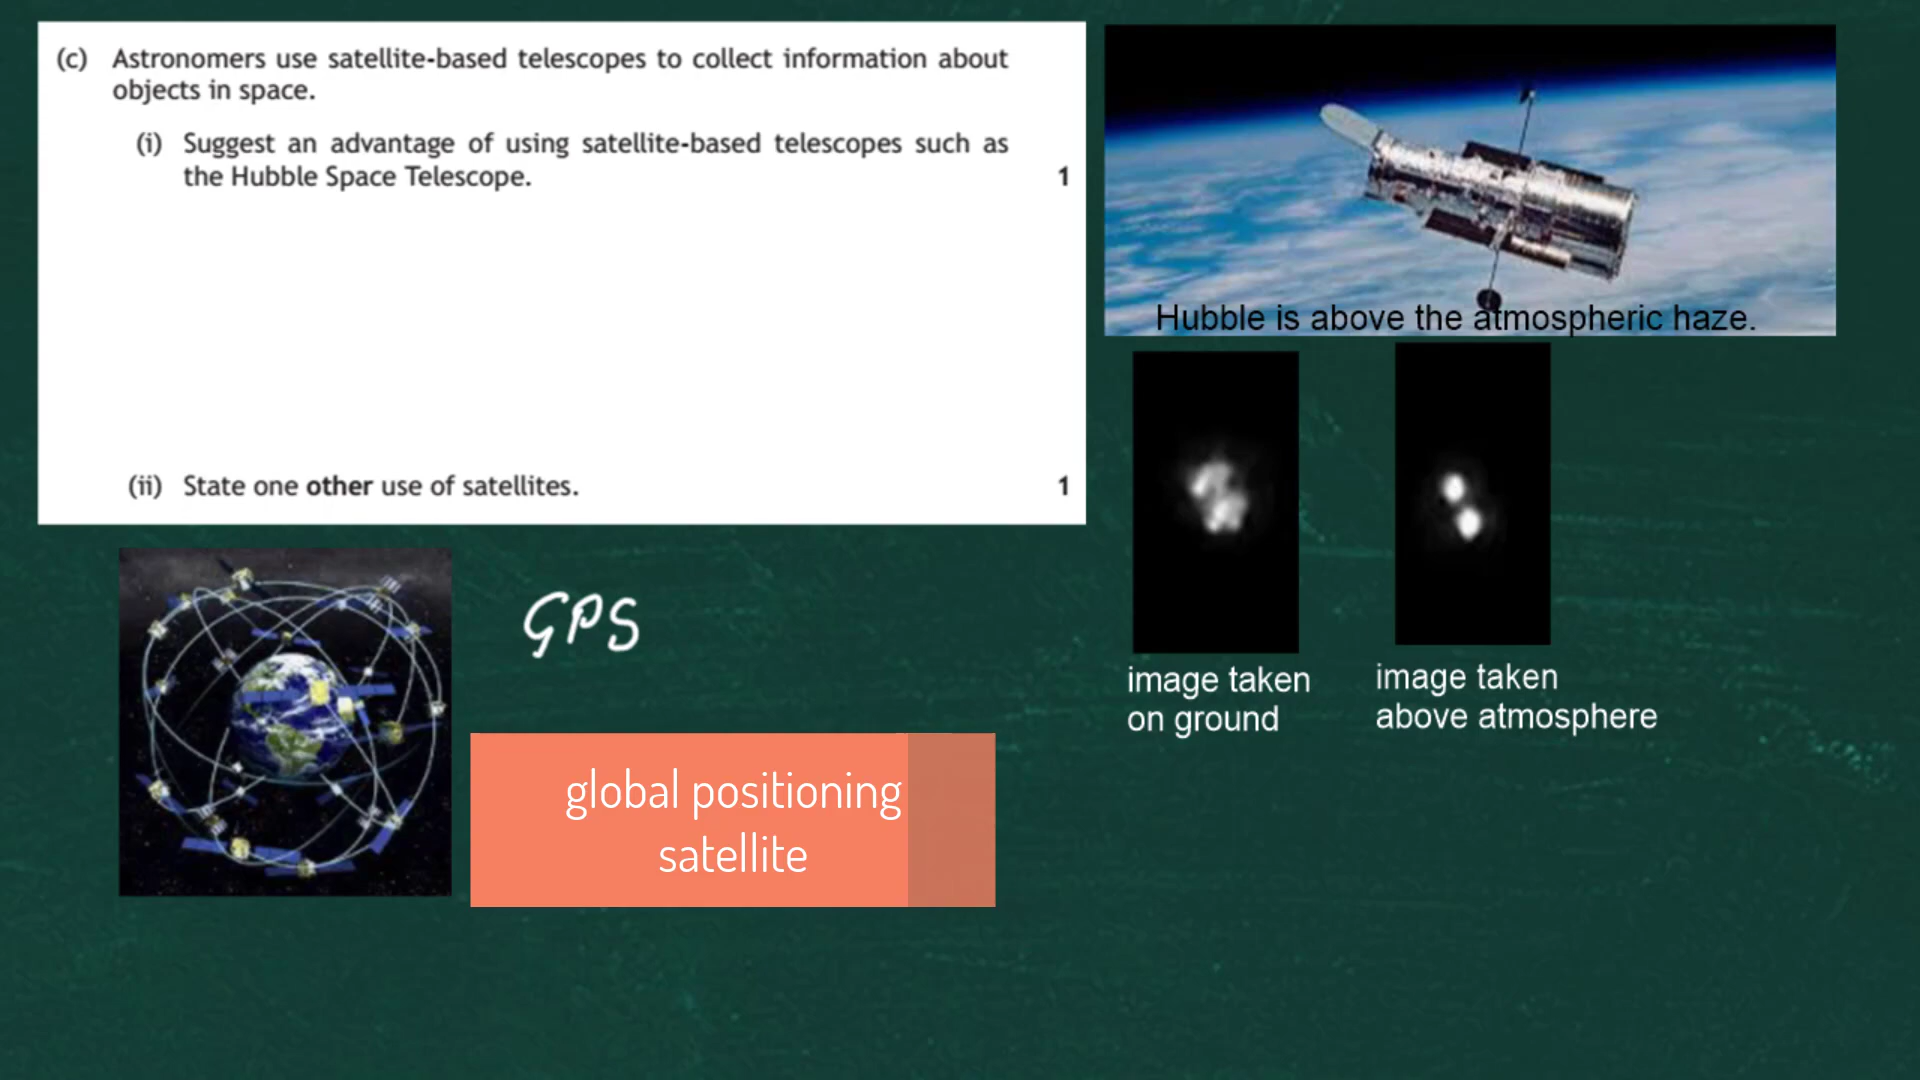 (c) Astronomers use satellite-based telescopes to collect information about
objects in space.
(i) Suggest an advantage of using satellite-based telescopes such as
the Hubble Space Telescope. 1
(ii) State one other use of satellites. 1
Hubble is above the atmospheric haze.
image taken
on ground
image taken
above atmosphere
GPS
global positioning
satellite